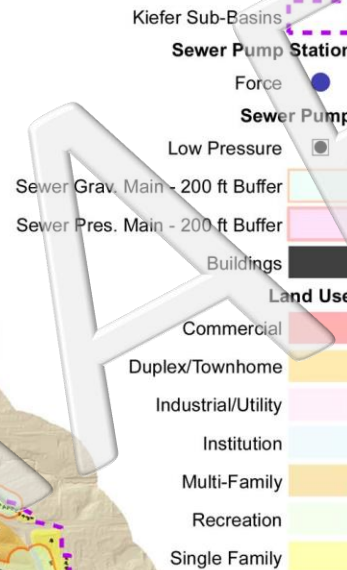 Kiefer Sub-Basins
Sewer Pump Station
Force
Sewer Pump
Low Pressure
Sewer Grav. Main - 200 ft Buffer
Sewer Pres. Main - 200 ft Buffer
Buildings
Land Use
Commercial
Duplex/Townhome
Industrial/Utility
Institution
Multi-Family
Recreation
Single Family